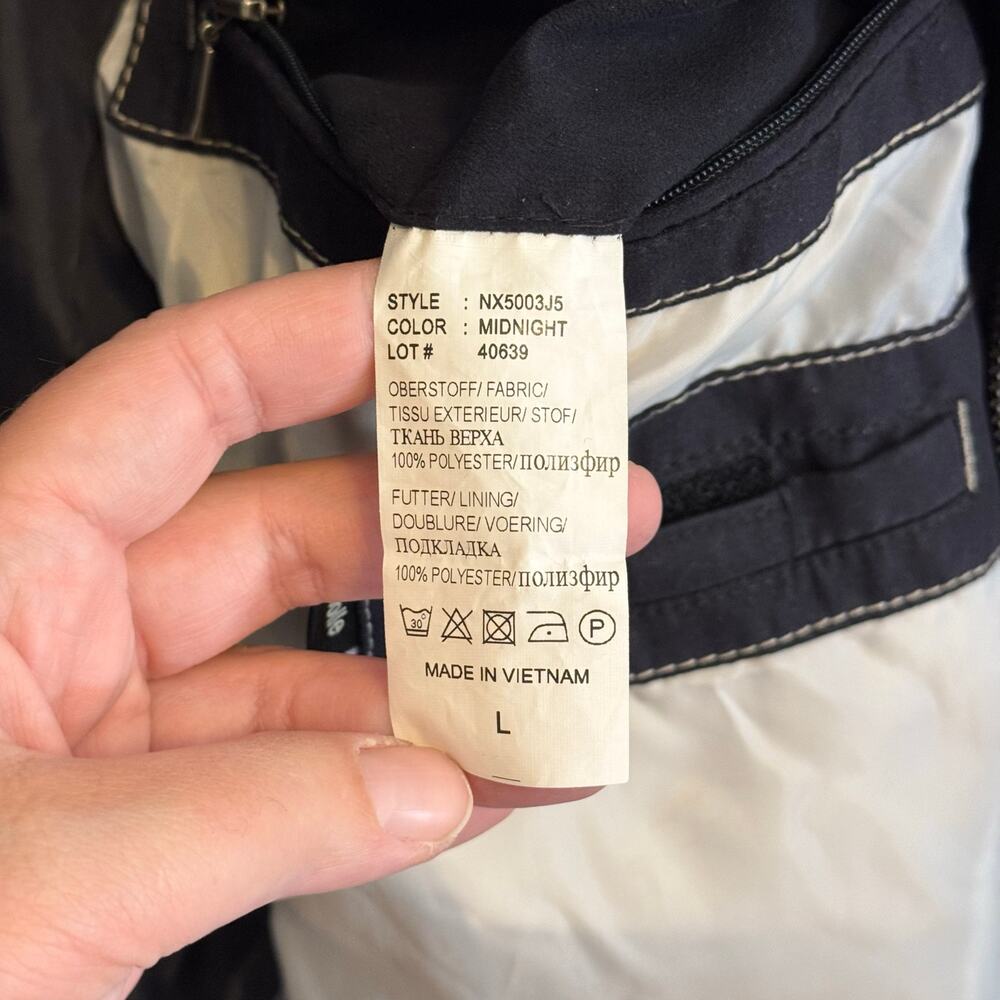 STYLE : NX5003J5
COLOR : MIDNIGHT
LOT # 40639
OBERSTOFF/ FABRIC/
TISSU EXTERIEUR/ STOF/
ТКАНЬ ВЕРХА
100% POLYESTER/полизфир
FUTTER/ LINING/
DOUBLURE/ VOERING/
ПОДКЛАДКА
100% POLYESTER/полизфир
30°
P
MADE IN VIETNAM
L